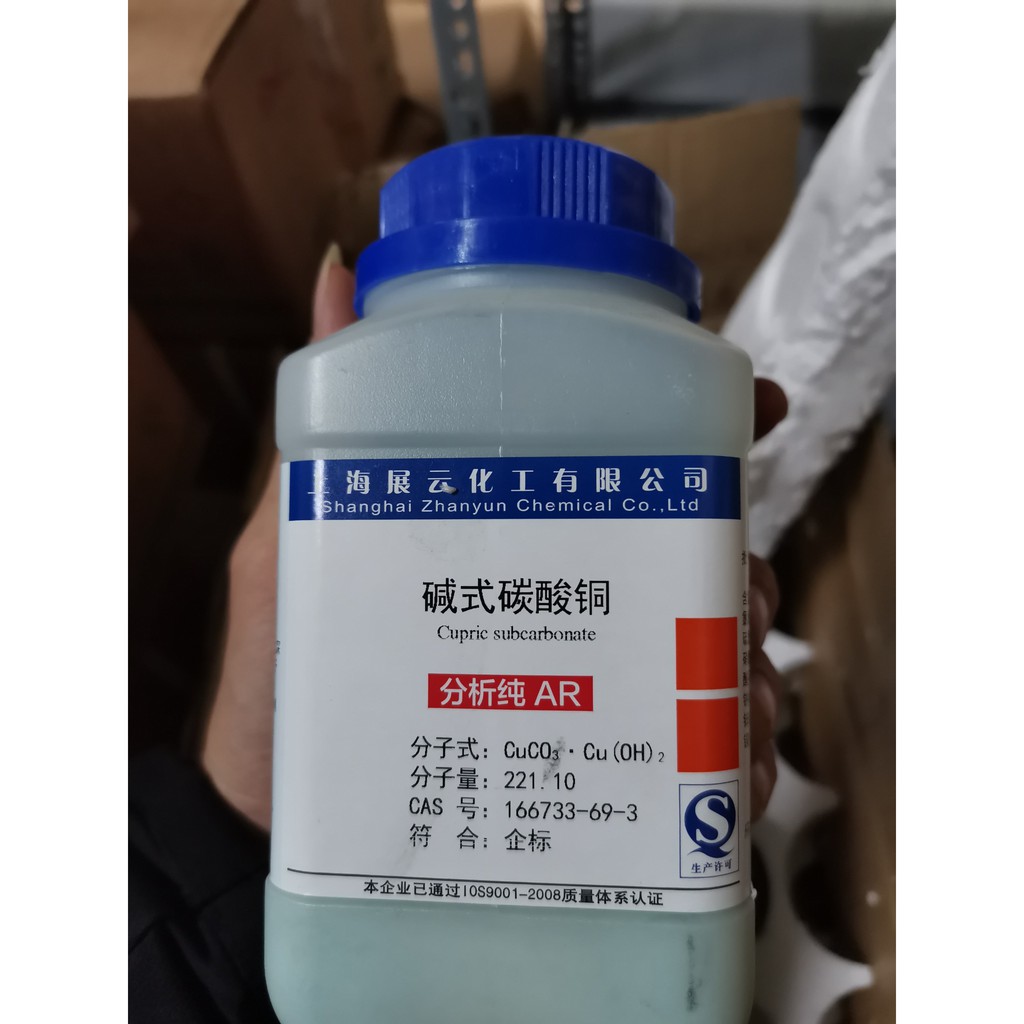 上海展云化工有限公司
Shanghai Zhanyun Chemical Co.,Ltd
碱式碳酸铜
Cupric subcarbonate
分析纯 AR
分子式：CuCO₃·Cu(OH)₂
分子量：221.10
CAS 号：166733-69-3
符 合：企标
生产许可
本企业已通过IOS9001-2008质量体系认证